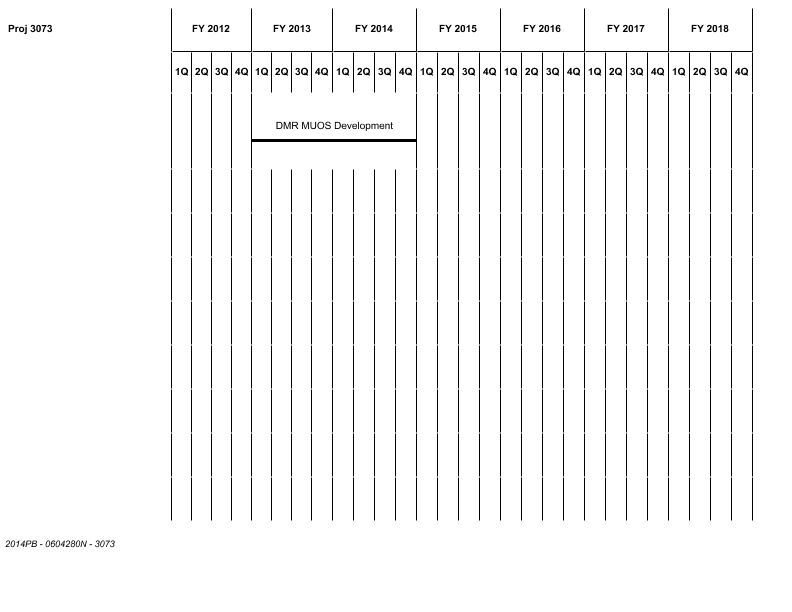 Proj 3073 FY 2012 FY 2013 FY 2014 FY 2015 FY 2016 FY 2017 FY 2018
1Q 2Q 3Q 4Q 1Q 2Q 3Q 4Q 1Q 2Q 3Q 4Q 1Q 2Q 3Q 4Q 1Q 2Q 3Q 4Q 1Q 2Q 3Q 4Q 1Q 2Q 3Q 4Q
DMR MUOS Development
2014PB - 0604280N - 3073